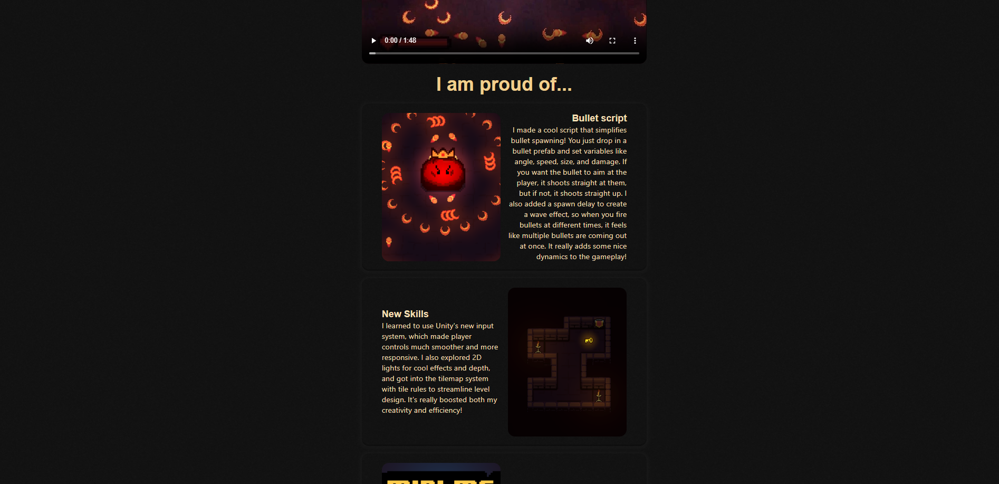 0:00 / 1:48
I am proud of...
Bullet script
I made a cool script that simplifies
bullet spawning! You just drop in a
bullet prefab and set variables like
angle, speed, size, and damage. If
you want the bullet to aim at the
player, it shoots straight at them,
but if not, it shoots straight up. I
also added a spawn delay to create
a wave effect, so when you fire
bullets at different times, it feels
like multiple bullets are coming out
at once. It really adds some nice
dynamics to the gameplay!
New Skills
I learned to use Unity's new input
system, which made player
controls much smoother and more
responsive. I also explored 2D
lights for cool effects and depth,
and got into the tilemap system
with tile rules to streamline level
design. It's really boosted both my
creativity and efficiency!